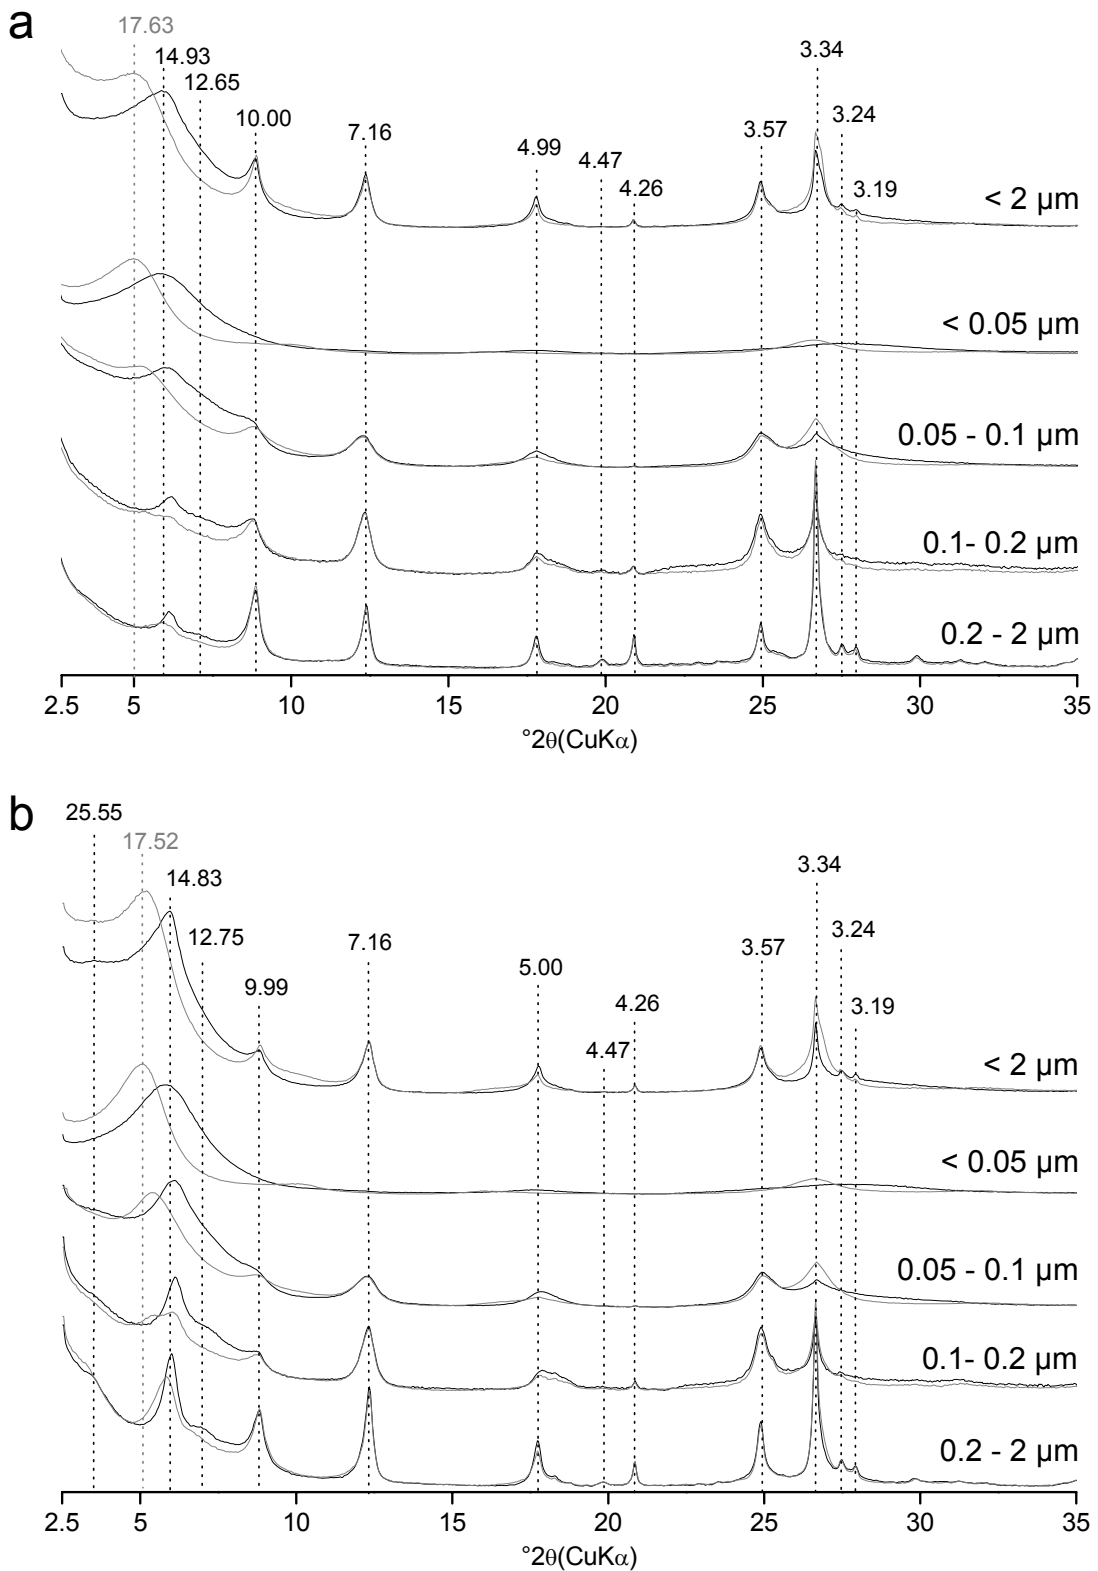 a
17.63
14.93
12.65
10.00
7.16
4.99
4.47
4.26
3.57
3.34
3.24
3.19
< 2 µm
< 0.05 µm
0.05 - 0.1 µm
0.1- 0.2 µm
0.2 - 2 µm
2.5 5 10 15 20 25 30 35
°2θ(CuKα)
b
25.55
17.52
14.83
12.75
9.99
7.16
5.00
4.47
4.26
3.57
3.34
3.24
3.19
< 2 µm
< 0.05 µm
0.05 - 0.1 µm
0.1- 0.2 µm
0.2 - 2 µm
2.5 5 10 15 20 25 30 35
°2θ(CuKα)